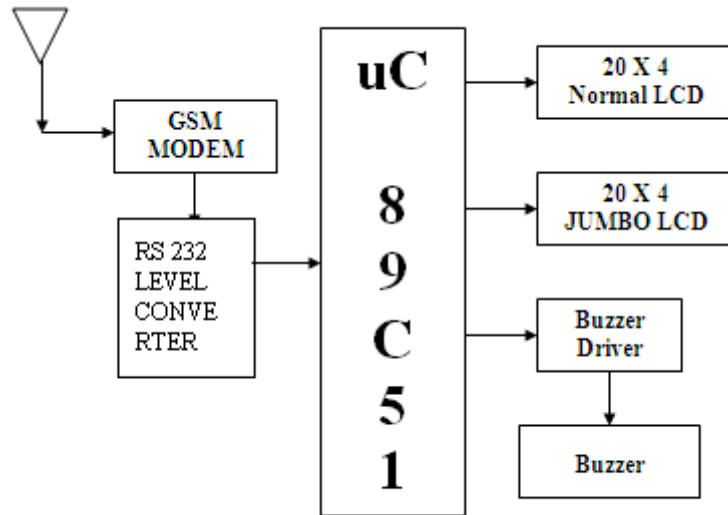 GSM
MODEM
RS 232
LEVEL
CONVE
RTER
uC
8
9
C
5
1
20 X 4
Normal LCD
20 X 4
JUMBO LCD
Buzzer
Driver
Buzzer